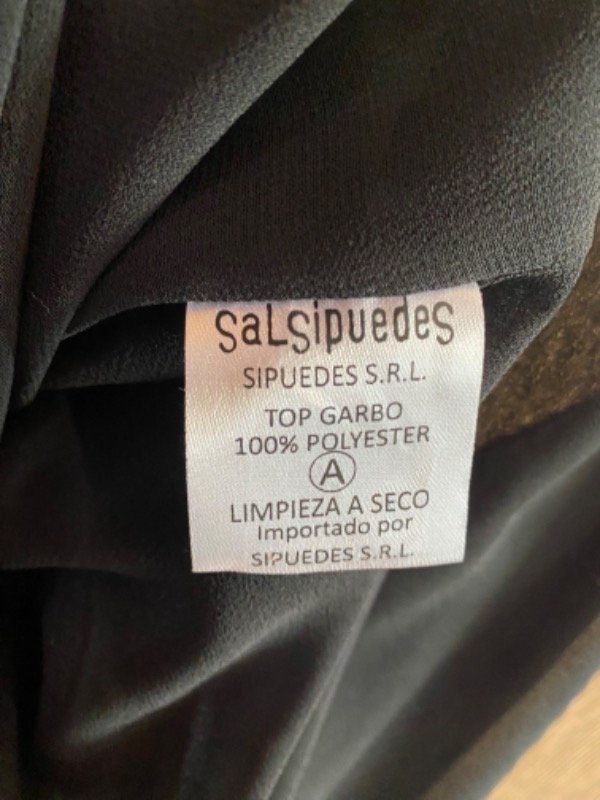 SaLSipuedeS
SIPUEDES S.R.L.
TOP GARBO
100% POLYESTER
A
LIMPIEZA A SECO
Importado por
SIPUEDES S.R.L.